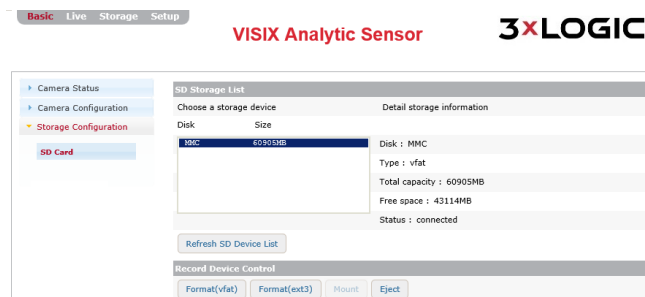 Basic Live Storage Setup
VISIX Analytic Sensor
3xLOGIC
Camera Status
Camera Configuration
Storage Configuration
SD Card
SD Storage List
Choose a storage device Detail storage information
Disk Size
MMC 60905MB
Disk : MMC
Type : vfat
Total capacity : 60905MB
Free space : 43114MB
Status : connected
Refresh SD Device List
Record Device Control
Format(vfat) Format(ext3) Mount Eject